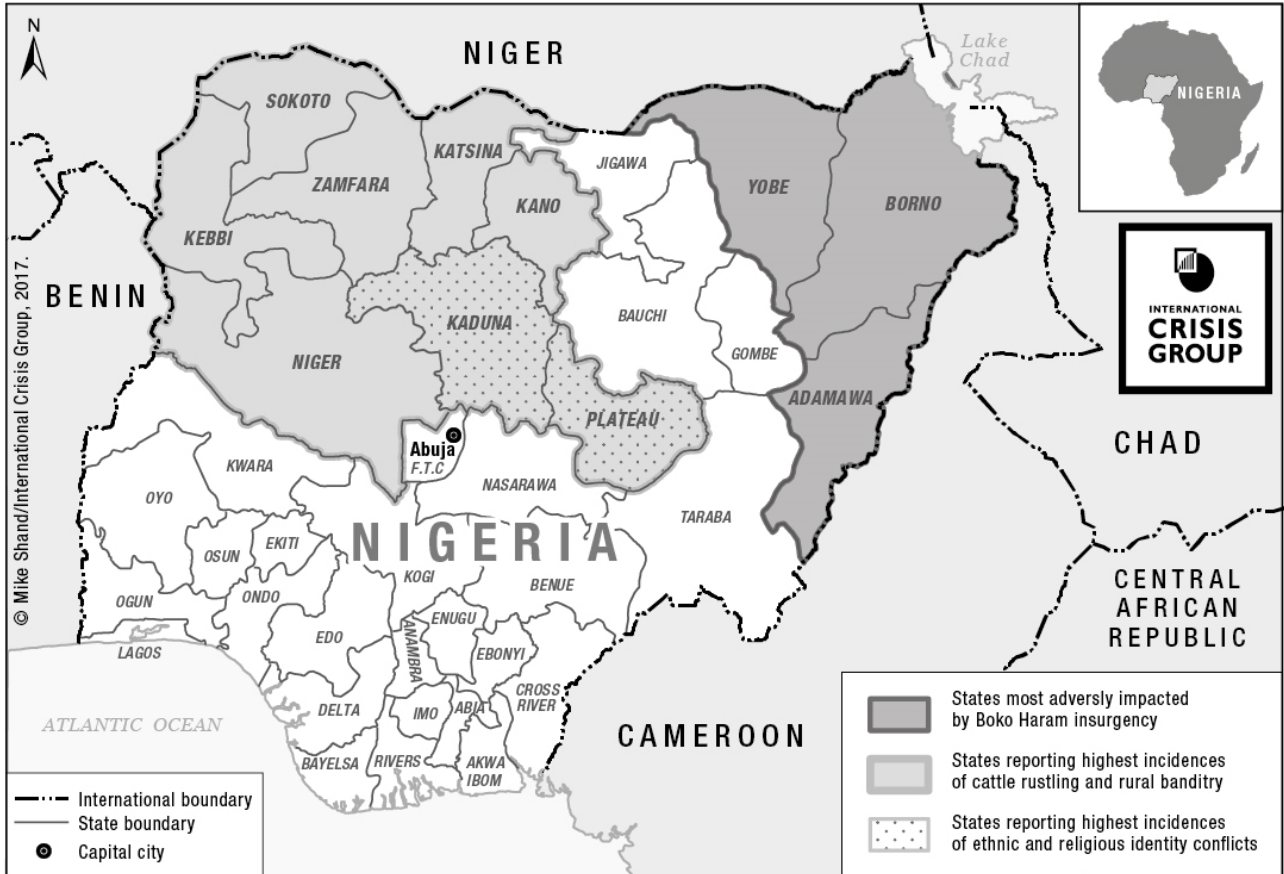 N
NIGER
Lake
Chad
NIGERIA
SOKOTO
KATSINA
JIGAWA
ZAMFARA
KANO
YOBE
BORNO
KEBBI
© Mike Shand/International Crisis Group, 2017.
BENIN
KADUNA
BAUCHI
GOMBE
NIGER
ADAMAWA
PLATEAU
INTERNATIONAL
CRISIS
GROUP
Abuja
F.T.C
CHAD
KWARA
NASARAWA
OYO
TARABA
NIGERIA
OSUN
EKITI
KOGI
BENUE
OGUN
ONDO
ENUGU
EDO
ANAMBRA
EBONYI
LAGOS
CROSS
RIVER
DELTA
IMO
ABIA
ATLANTIC OCEAN
BAYELSA
RIVERS
AKWA
IBOM
CAMEROON
CENTRAL
AFRICAN
REPUBLIC
International boundary
State boundary
Capital city
States most adversly impacted
by Boko Haram insurgency
States reporting highest incidences
of cattle rustling and rural banditry
States reporting highest incidences
of ethnic and religious identity conflicts